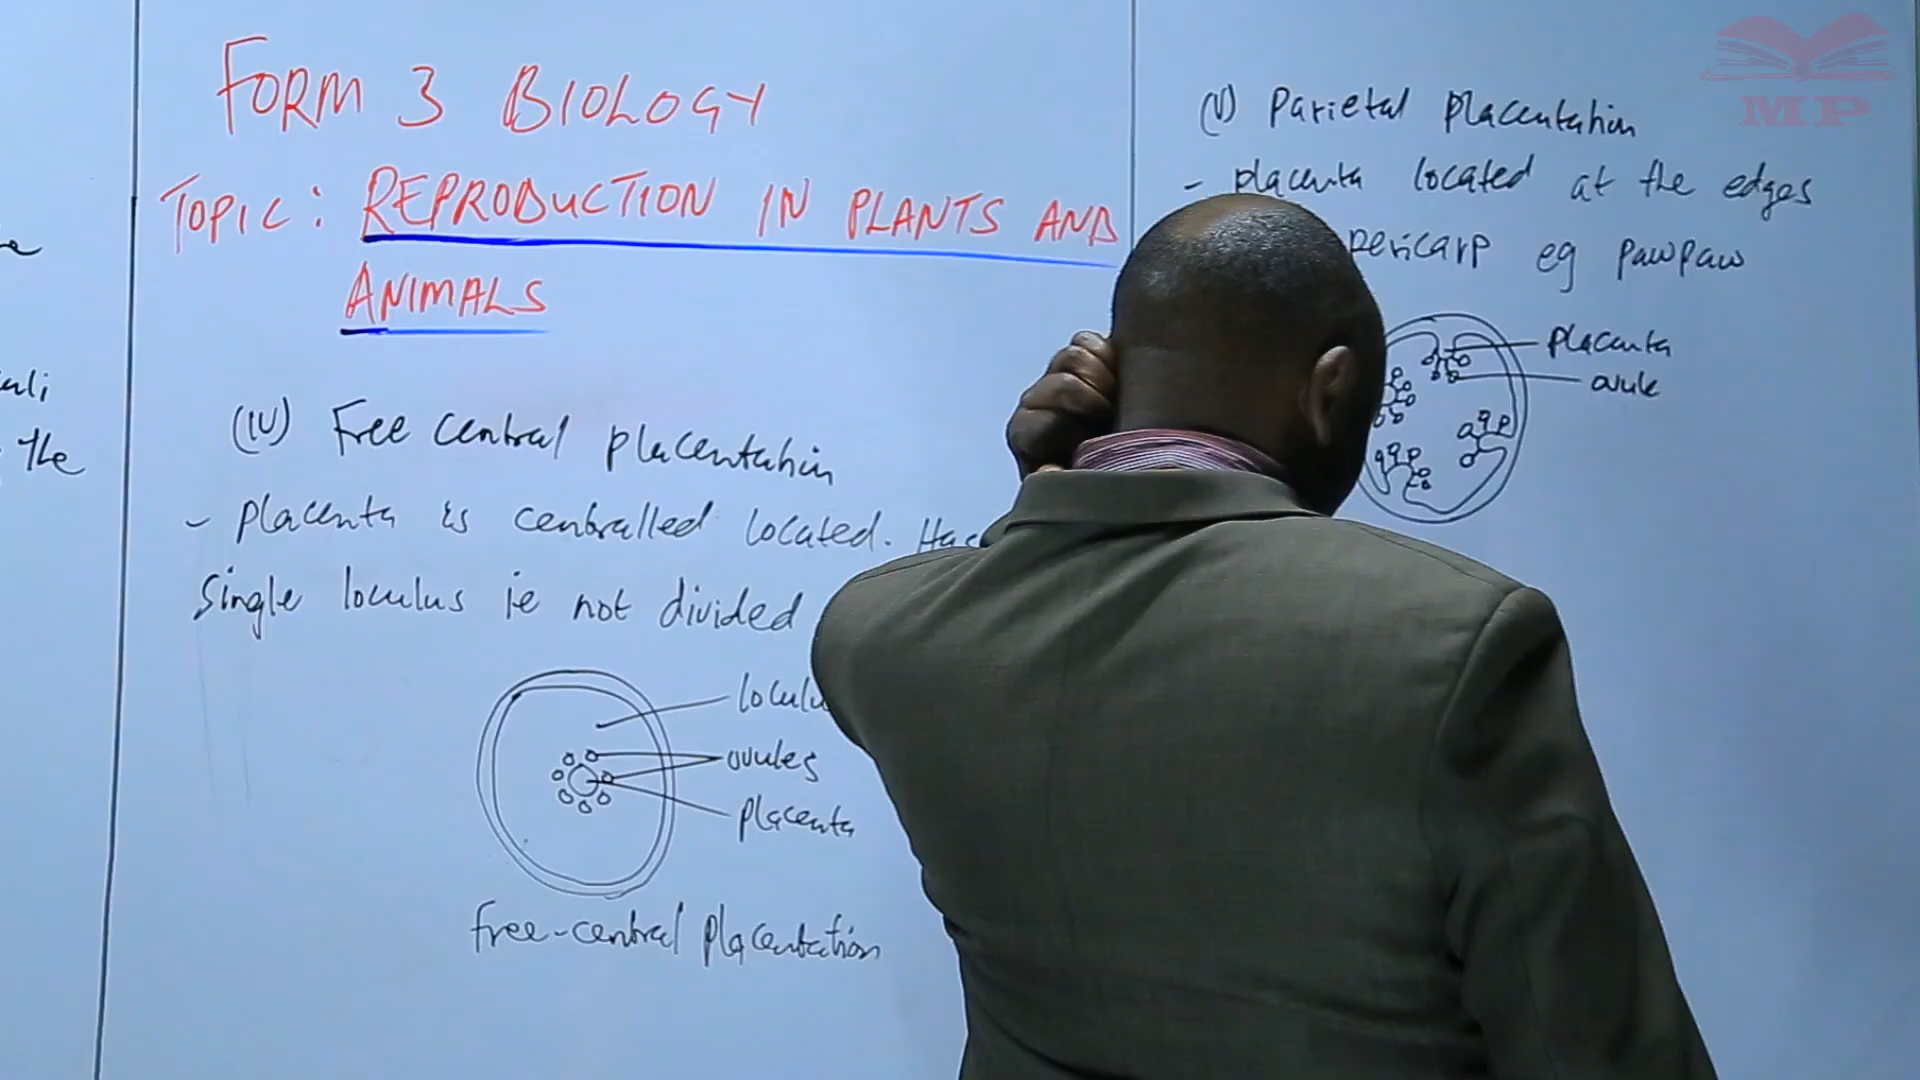 FORM 3 BIOLOGY
TOPIC: REPRODUCTION IN PLANTS AND
ANIMALS
the
(IV) Free central placentation
- placenta is centralled located. Has
single loculus ie not divided
ovules
placenta
free-central placentation
(V) Parietal placentation
- placenta located at the edges
pericarp eg pawpaw
placenta
ovule
MP